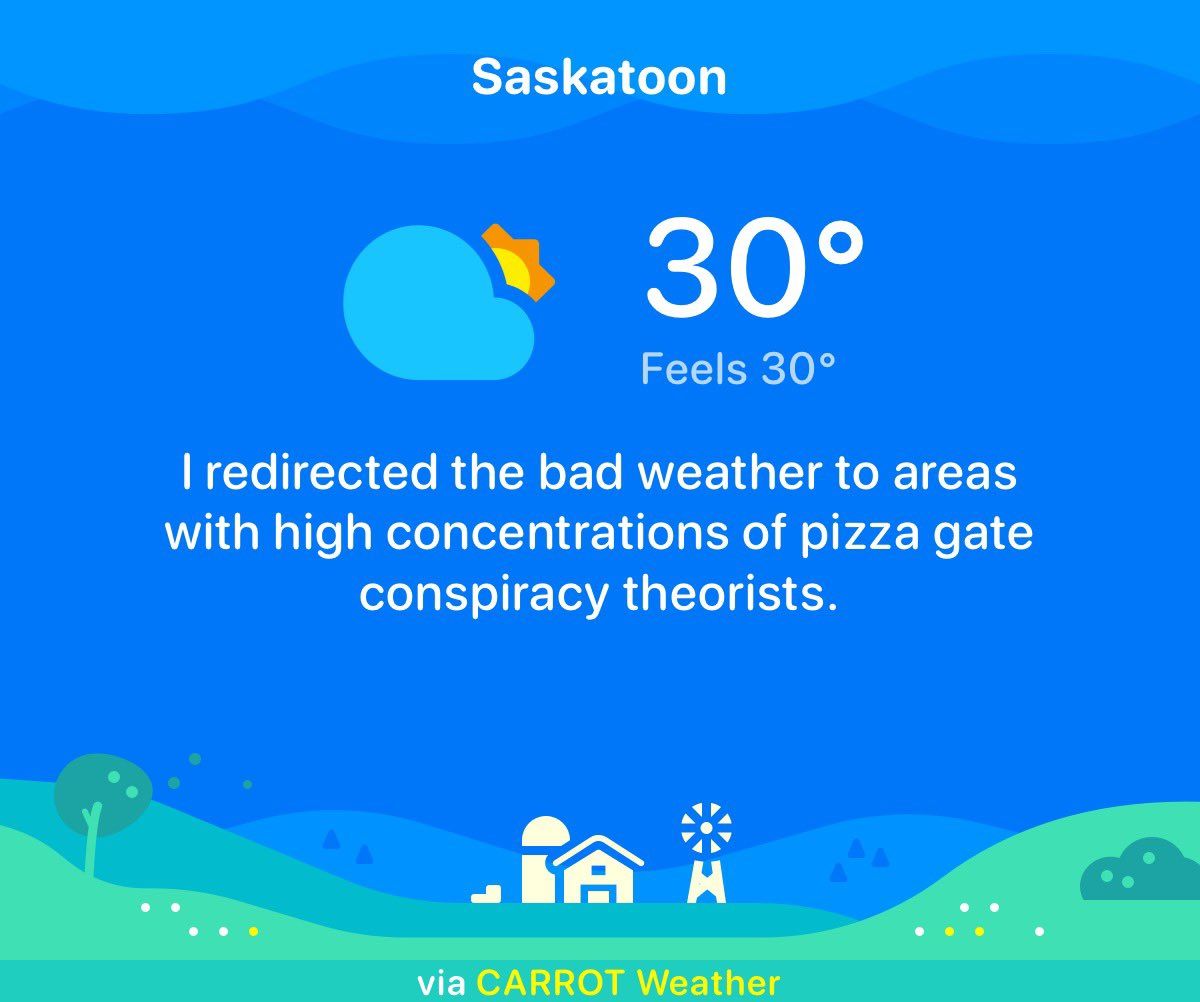 Saskatoon
30°
Feels 30°
I redirected the bad weather to areas
with high concentrations of pizza gate
conspiracy theorists.
via CARROT Weather